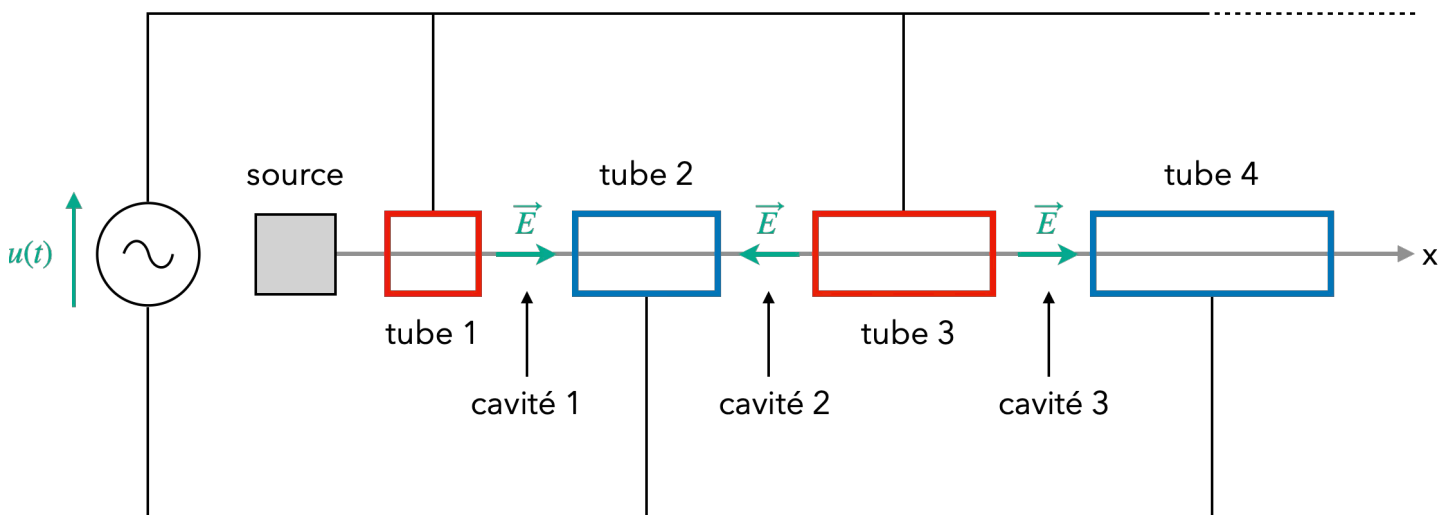 source
tube 2
tube 4
E
E
E
u(t)
x
tube 1
tube 3
cavité 1
cavité 2
cavité 3